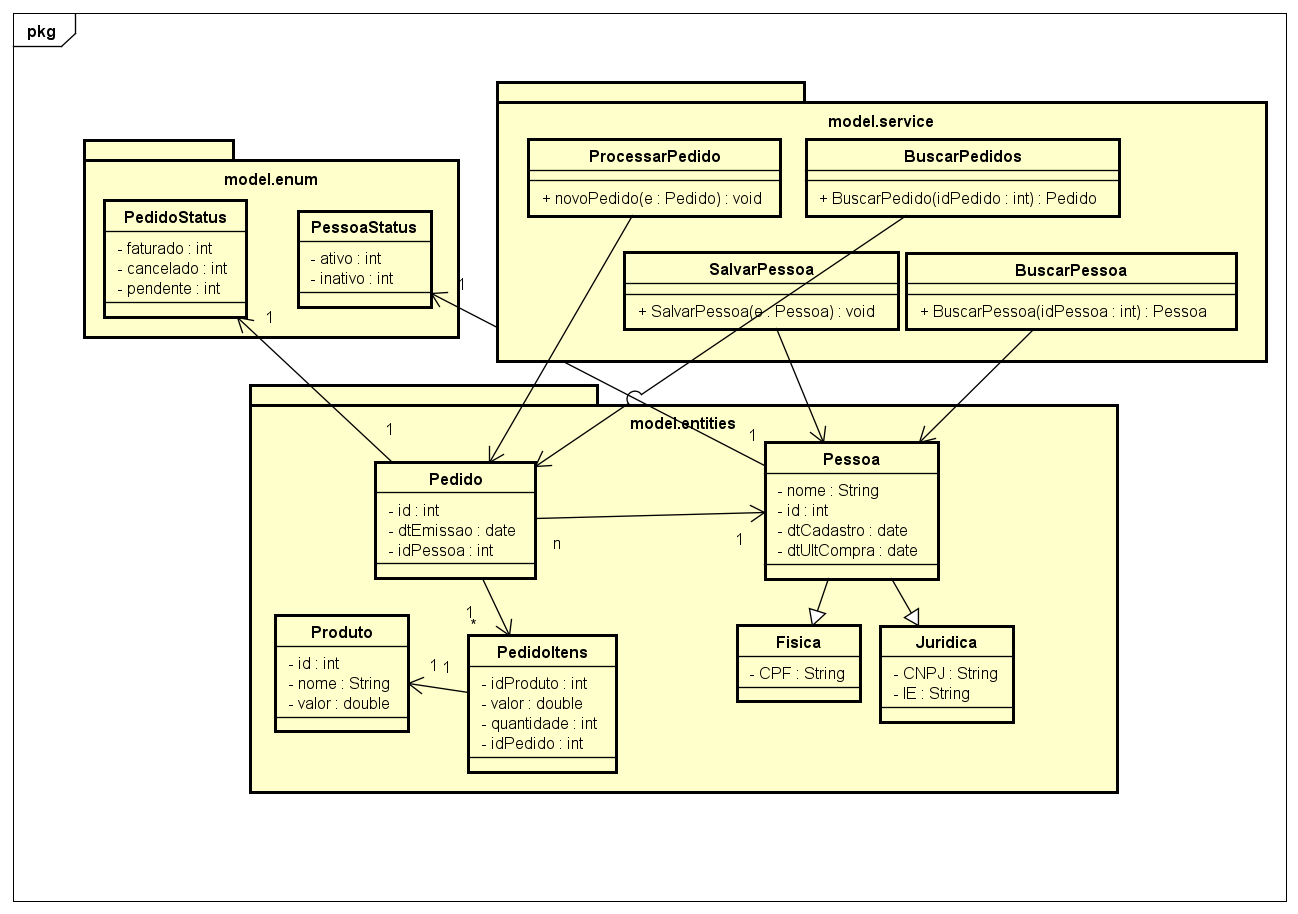 pkg
model.enum
PedidoStatus
- faturado : int
- cancelado : int
- pendente : int
PessoaStatus
- ativo : int
- inativo : int
1
1
model.service
ProcessarPedido
+ novoPedido(e : Pedido) : void
BuscarPedidos
+ BuscarPedido(idPedido : int) : Pedido
SalvarPessoa
+ SalvarPessoa(e : Pessoa) : void
BuscarPessoa
+ BuscarPessoa(idPessoa : int) : Pessoa
model.entities
1
1
Pedido
- id : int
- dtEmissao : date
- idPessoa : int
n
1
Pessoa
- nome : String
- id : int
- dtCadastro : date
- dtUltCompra : date
1
*
Produto
- id : int
- nome : String
- valor : double
1
1
PedidoItens
- idProduto : int
- valor : double
- quantidade : int
- idPedido : int
Fisica
- CPF : String
Juridica
- CNPJ : String
- IE : String